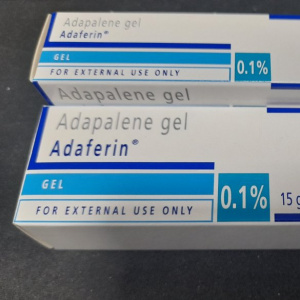 Adapalene gel
Adaferin®
GEL
0.1%
FOR EXTERNAL USE ONLY
Adapalene gel
Adapalene gel
Adaferin®
GEL
0.1%
15 g
FOR EXTERNAL USE ONLY